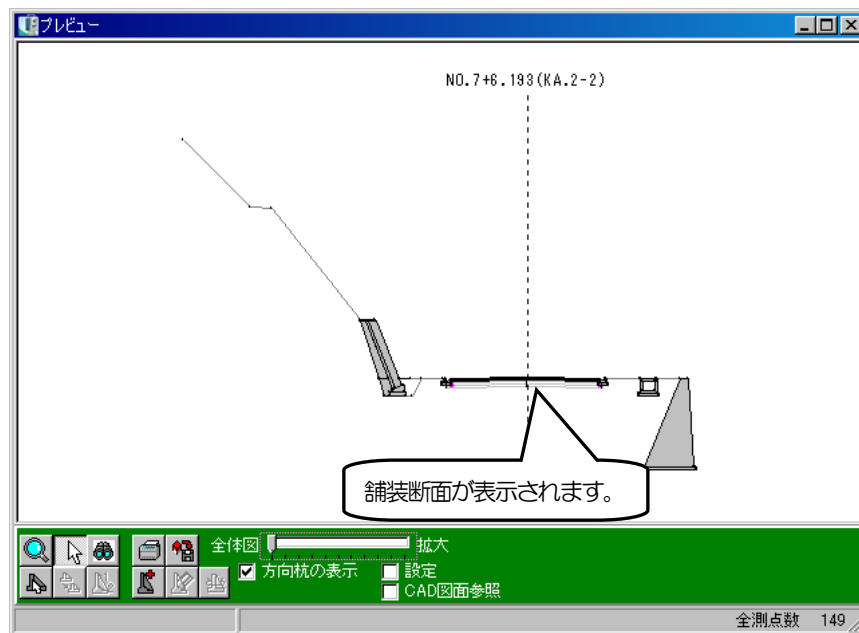 プレビュー
NO.7+6.193(KA.2-2)
舗装断面が表示されます。
全体図 拡大
方向杭の表示 設定
CAD図面参照
全測点数 149